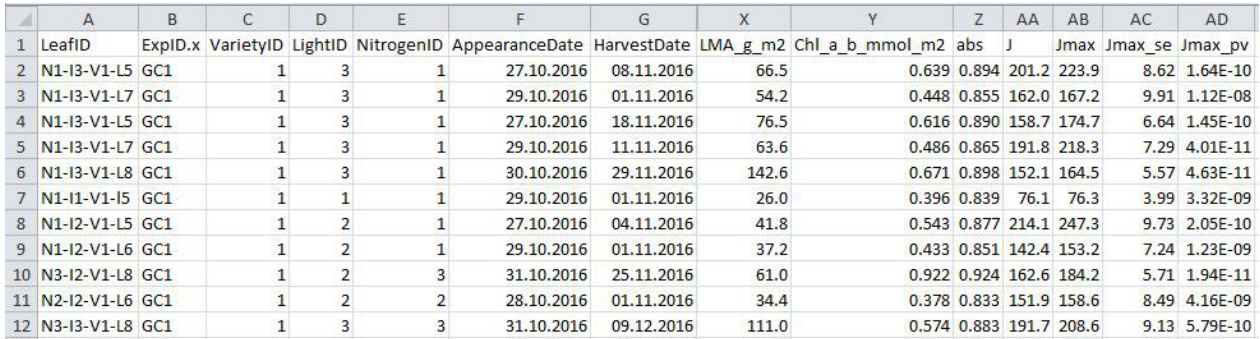 A B C D E F G X Y Z AA AB AC AD
1 LeafID ExpID.x VarietyID LightID NitrogenID AppearanceDate HarvestDate LMA_g_m2 Chl_a_b_mmol_m2 abs J Jmax Jmax_se Jmax_pv
2 N1-I3-V1-L5 GC1 1 3 1 27.10.2016 08.11.2016 66.5 0.639 0.894 201.2 223.9 8.62 1.64E-10
3 N1-I3-V1-L7 GC1 1 3 1 29.10.2016 01.11.2016 54.2 0.448 0.855 162.0 167.2 9.91 1.12E-08
4 N1-I3-V1-L5 GC1 1 3 1 27.10.2016 18.11.2016 76.5 0.616 0.890 158.7 174.7 6.64 1.45E-10
5 N1-I3-V1-L7 GC1 1 3 1 29.10.2016 11.11.2016 63.6 0.486 0.865 191.8 218.3 7.29 4.01E-11
6 N1-I3-V1-L8 GC1 1 3 1 30.10.2016 29.11.2016 142.6 0.671 0.898 152.1 164.5 5.57 4.63E-11
7 N1-I1-V1-l5 GC1 1 1 1 29.10.2016 01.11.2016 26.0 0.396 0.839 76.1 76.3 3.99 3.32E-09
8 N1-I2-V1-L5 GC1 1 2 1 27.10.2016 04.11.2016 41.8 0.543 0.877 214.1 247.3 9.73 2.05E-10
9 N1-I2-V1-L6 GC1 1 2 1 29.10.2016 01.11.2016 37.2 0.433 0.851 142.4 153.2 7.24 1.23E-09
10 N3-I2-V1-L8 GC1 1 2 3 31.10.2016 25.11.2016 61.0 0.922 0.924 162.6 184.2 5.71 1.94E-11
11 N2-I2-V1-L6 GC1 1 2 2 28.10.2016 01.11.2016 34.4 0.378 0.833 151.9 158.6 8.49 4.16E-09
12 N3-I3-V1-L8 GC1 1 3 3 31.10.2016 09.12.2016 111.0 0.574 0.883 191.7 208.6 9.13 5.79E-10